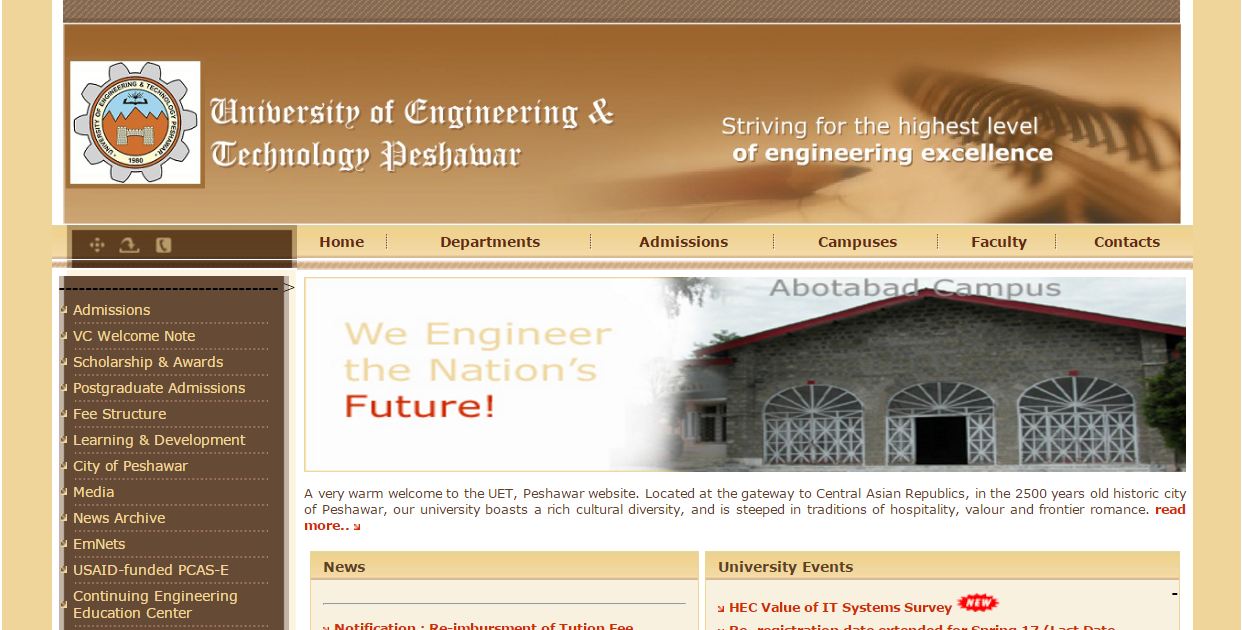 UNIVERSITY OF ENGINEERING & TECHNOLOGY PESHAWAR
1980
University of Engineering &
Technology Peshawar
Striving for the highest level
of engineering excellence
Home
Departments
Admissions
Campuses
Faculty
Contacts
---------------------------- >
Admissions
VC Welcome Note
Scholarship & Awards
Postgraduate Admissions
Fee Structure
Learning & Development
City of Peshawar
Media
News Archive
EmNets
USAID-funded PCAS-E
Continuing Engineering
Education Center
Abotabad Campus
We Engineer
the Nation's
Future!
A very warm welcome to the UET, Peshawar website. Located at the gateway to Central Asian Republics, in the 2500 years old historic city
of Peshawar, our university boasts a rich cultural diversity, and is steeped in traditions of hospitality, valour and frontier romance. read
more..
News
Notification : Re-imbursment of Tution Fee
University Events
-
HEC Value of IT Systems Survey NEW
Re- registration date extended for Spring 17 (Last Date